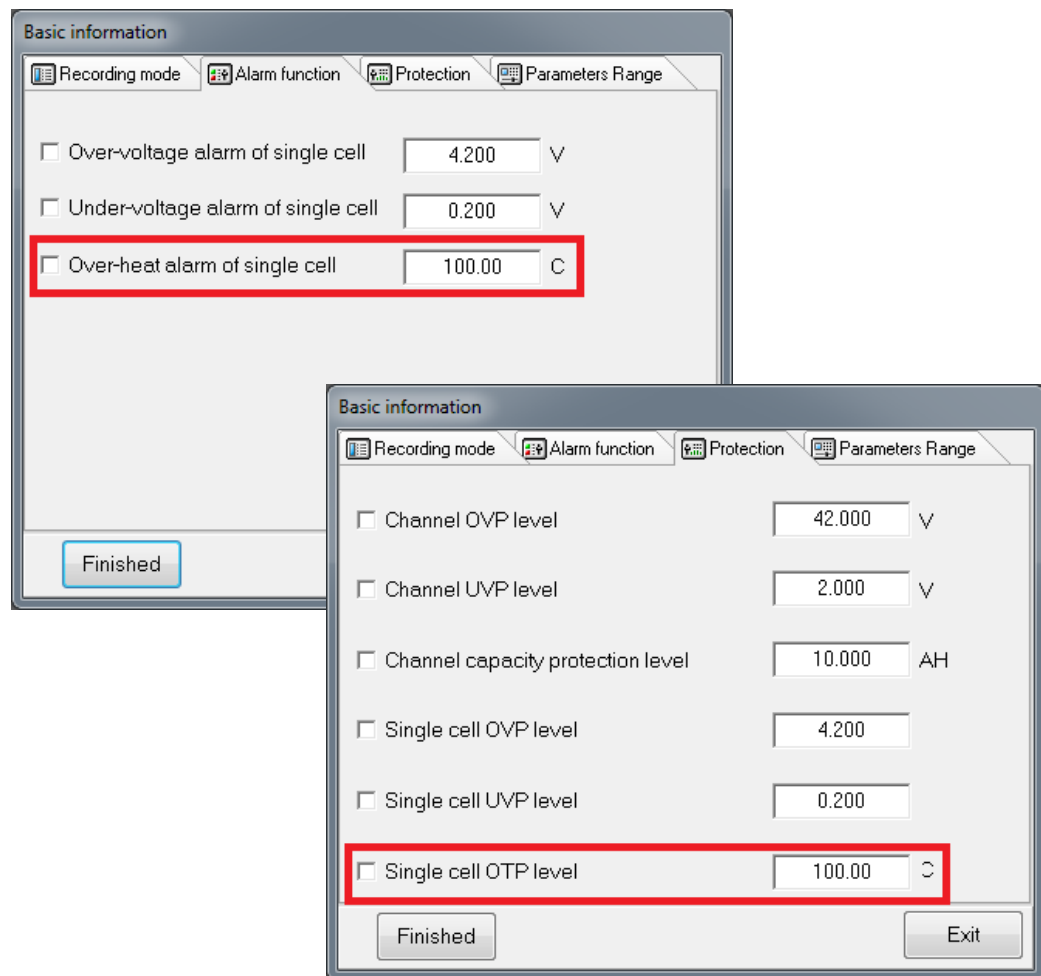 Basic information
Recording mode Alarm function Protection Parameters Range
Over-voltage alarm of single cell 4.200 V
Under-voltage alarm of single cell 0.200 V
Over-heat alarm of single cell 100.00 C
Finished
Basic information
Recording mode Alarm function Protection Parameters Range
Channel OVP level 42.000 V
Channel UVP level 2.000 V
Channel capacity protection level 10.000 AH
Single cell OVP level 4.200
Single cell UVP level 0.200
Single cell OTP level 100.00 C
Finished Exit